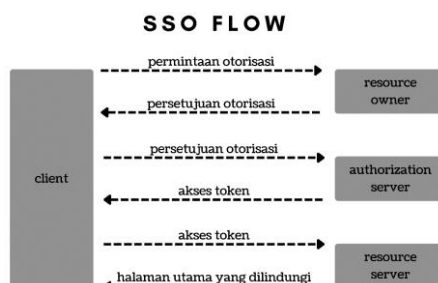 SSO FLOW
permintaan otorisasi
resource
owner
persetujuan otorisasi
persetujuan otorisasi
client
authorization
server
akses token
akses token
resource
server
halaman utama yang dilindungi